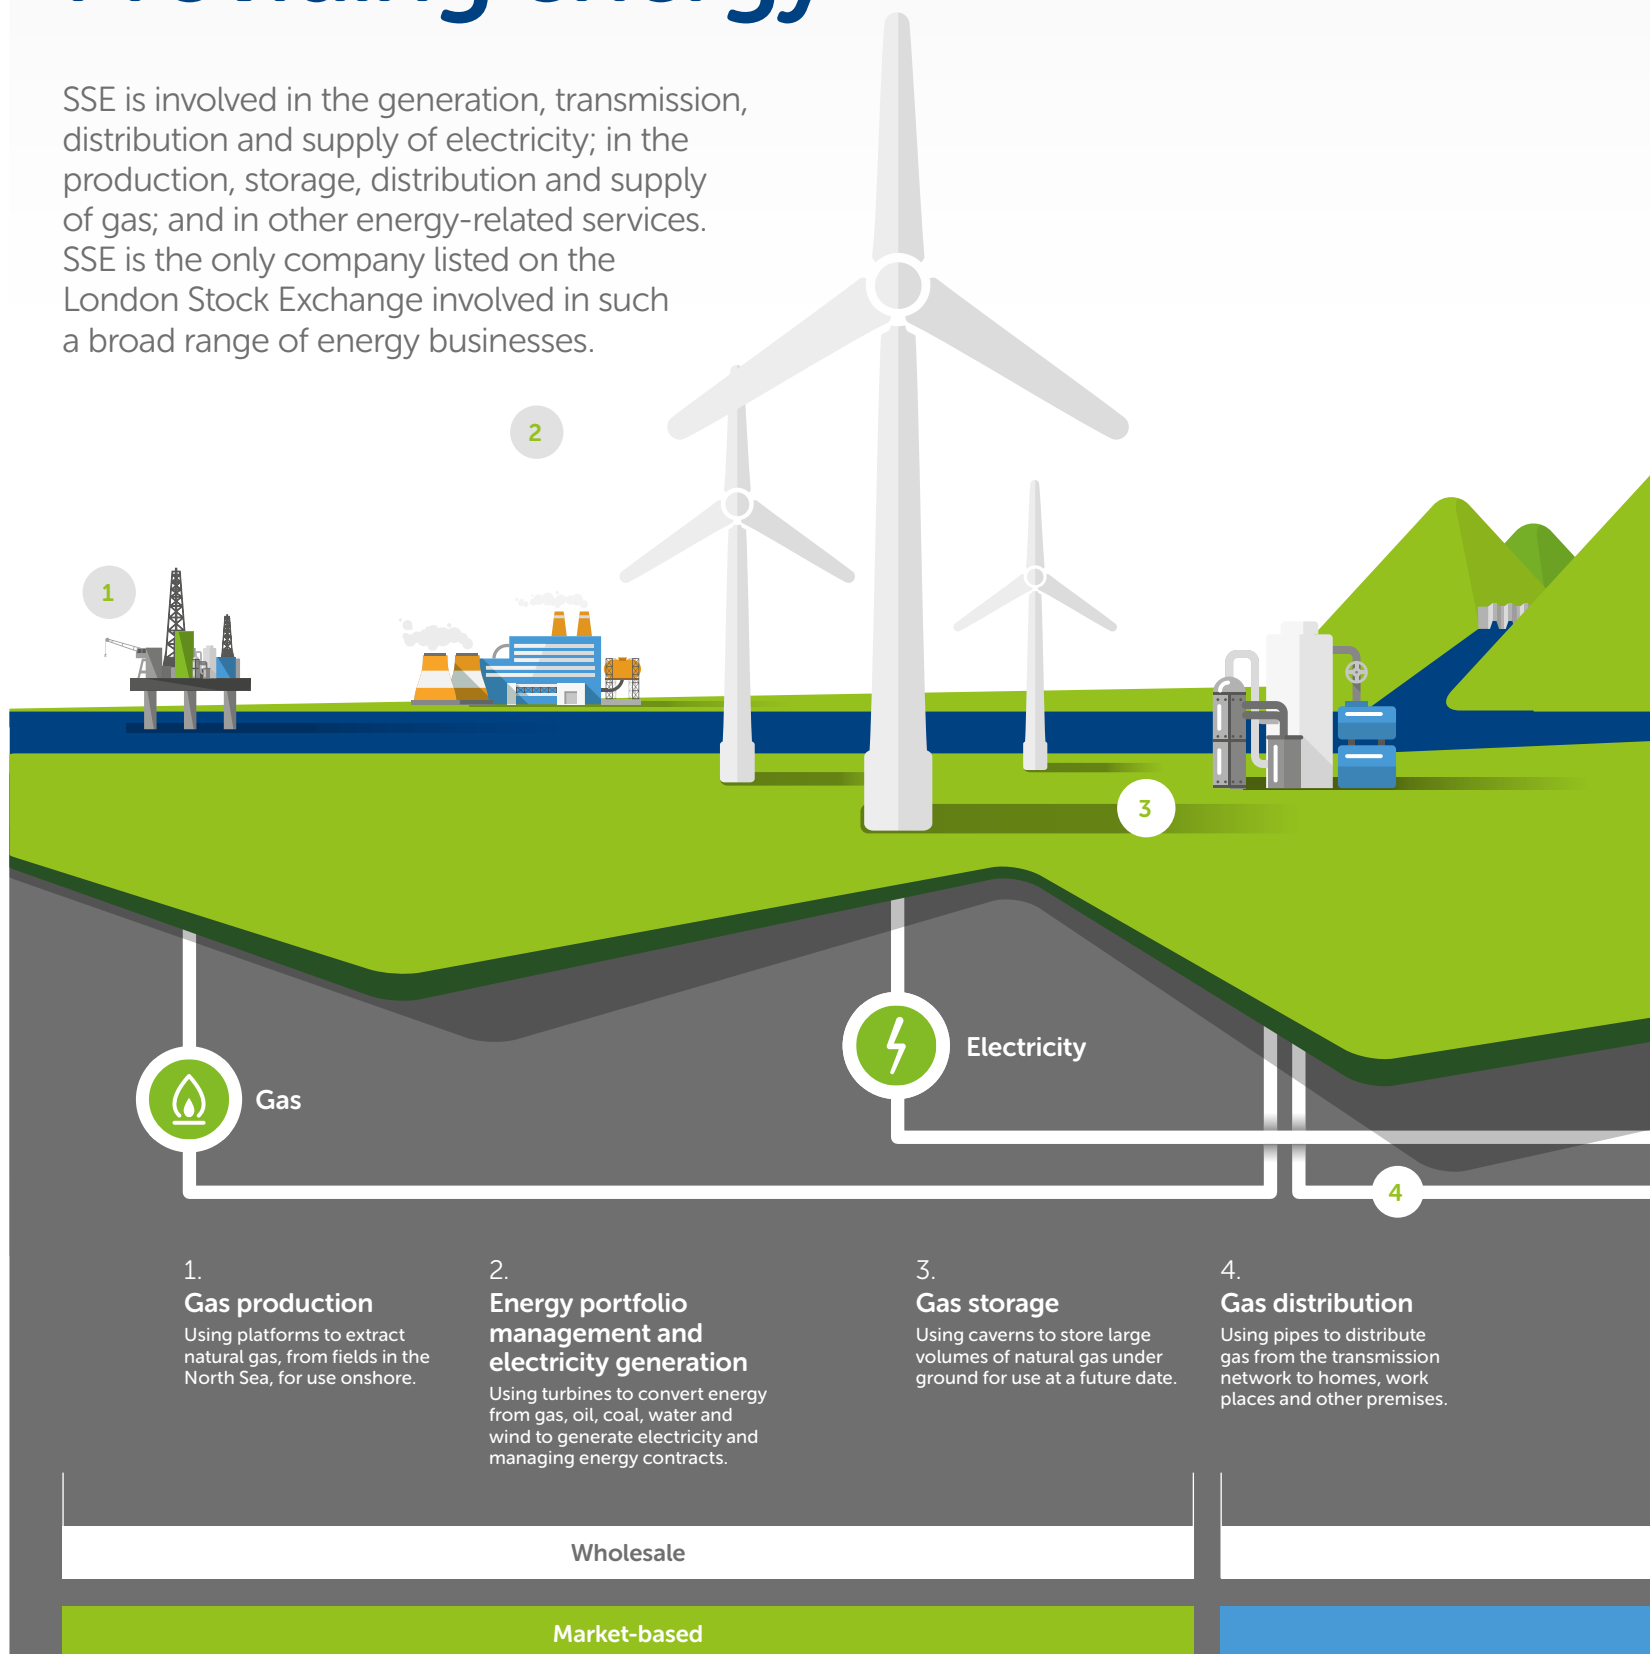 Providing energy
SSE is involved in the generation, transmission,
distribution and supply of electricity; in the
production, storage, distribution and supply
of gas; and in other energy-related services.
SSE is the only company listed on the
London Stock Exchange involved in such
a broad range of energy businesses.
2
1
3
Electricity
Gas
4
1.
Gas production
Using platforms to extract
natural gas, from fields in the
North Sea, for use onshore.
2.
Energy portfolio
management and
electricity generation
Using turbines to convert energy
from gas, oil, coal, water and
wind to generate electricity and
managing energy contracts.
3.
Gas storage
Using caverns to store large
volumes of natural gas under
ground for use at a future date.
4.
Gas distribution
Using pipes to distribute
gas from the transmission
network to homes, work
places and other premises.
Wholesale
Market-based